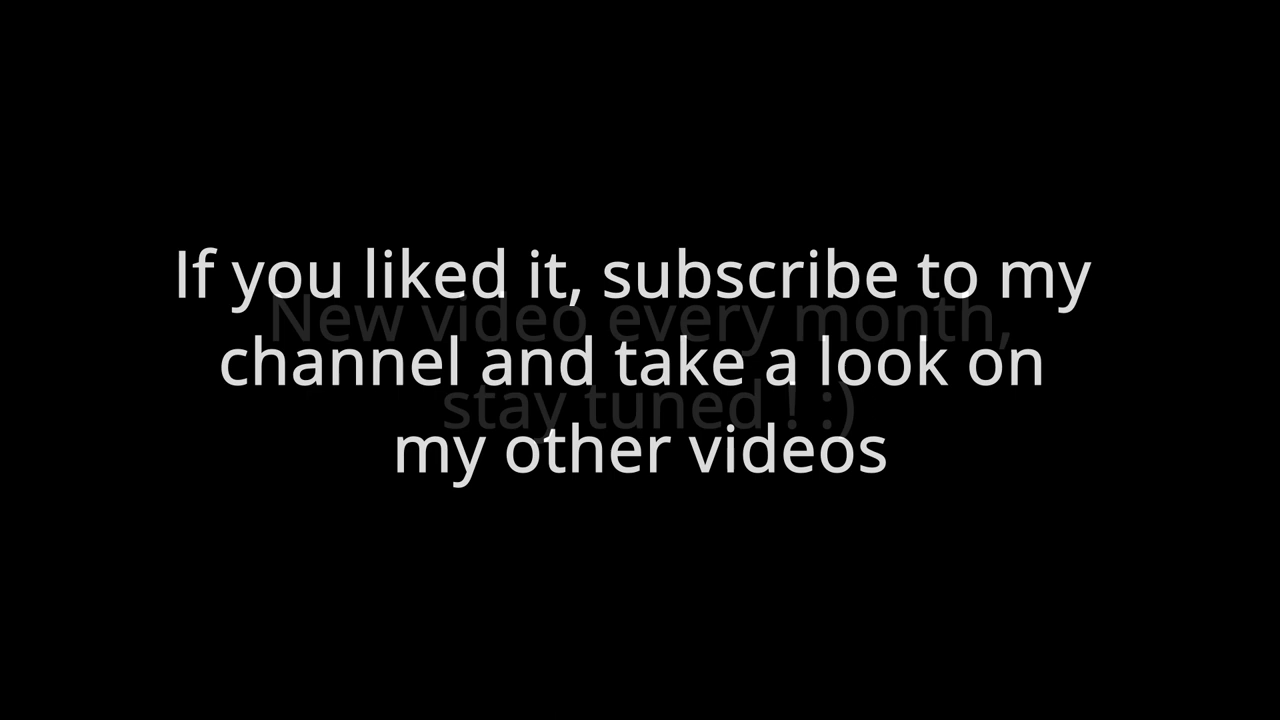 If you liked it, subscribe to my
channel and take a look on
my other videos
New video every month,
stay tuned ! :)